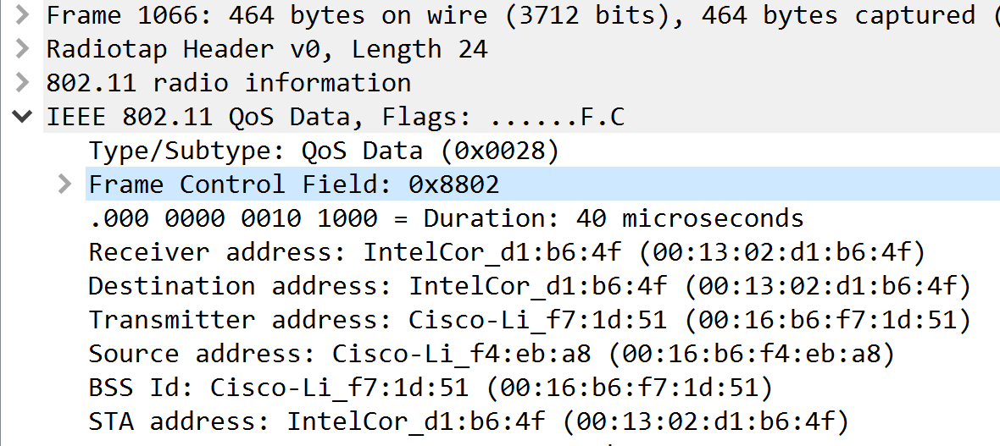 Frame 1066: 464 bytes on wire (3712 bits), 464 bytes captured (
Radiotap Header v0, Length 24
802.11 radio information
IEEE 802.11 QoS Data, Flags: ......F.C
Type/Subtype: QoS Data (0x0028)
Frame Control Field: 0x8802
.000 0000 0010 1000 = Duration: 40 microseconds
Receiver address: IntelCor_d1:b6:4f (00:13:02:d1:b6:4f)
Destination address: IntelCor_d1:b6:4f (00:13:02:d1:b6:4f)
Transmitter address: Cisco-Li_f7:1d:51 (00:16:b6:f7:1d:51)
Source address: Cisco-Li_f4:eb:a8 (00:16:b6:f4:eb:a8)
BSS Id: Cisco-Li_f7:1d:51 (00:16:b6:f7:1d:51)
STA address: IntelCor_d1:b6:4f (00:13:02:d1:b6:4f)